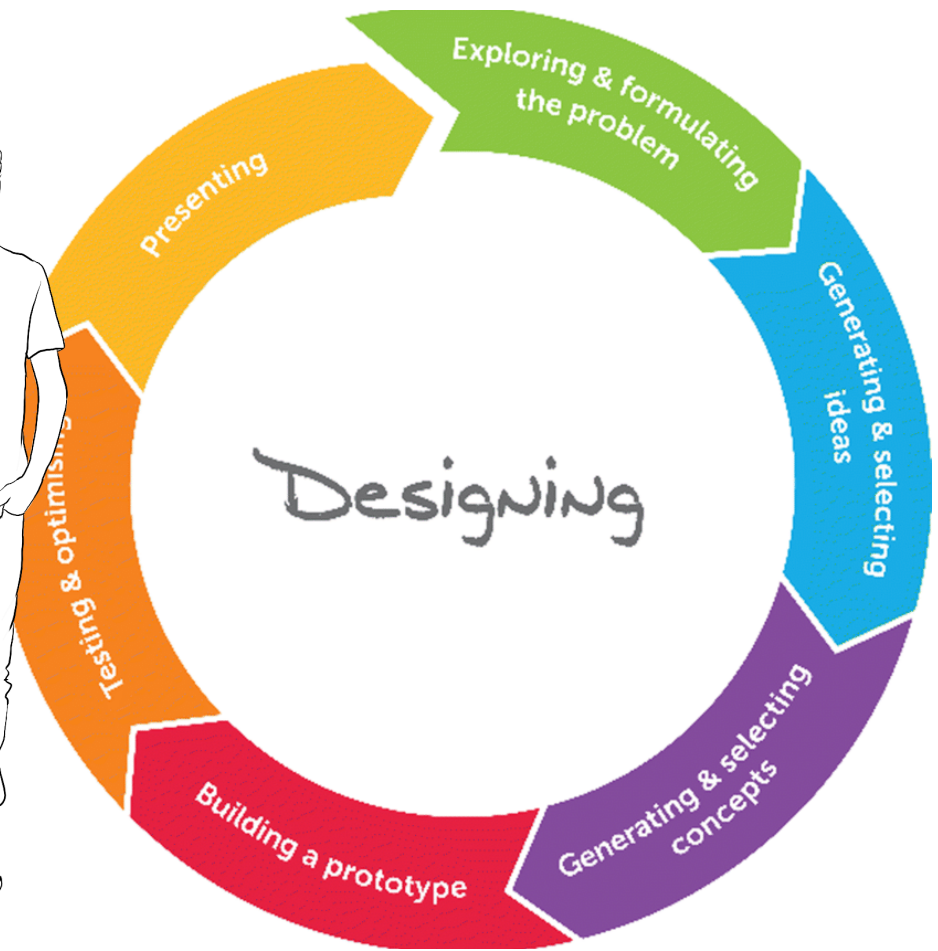 Exploring & formulating
the problem
Generating & selecting
ideas
Generating & selecting
concepts
Building a prototype
Testing & optimising
Presenting
Designing